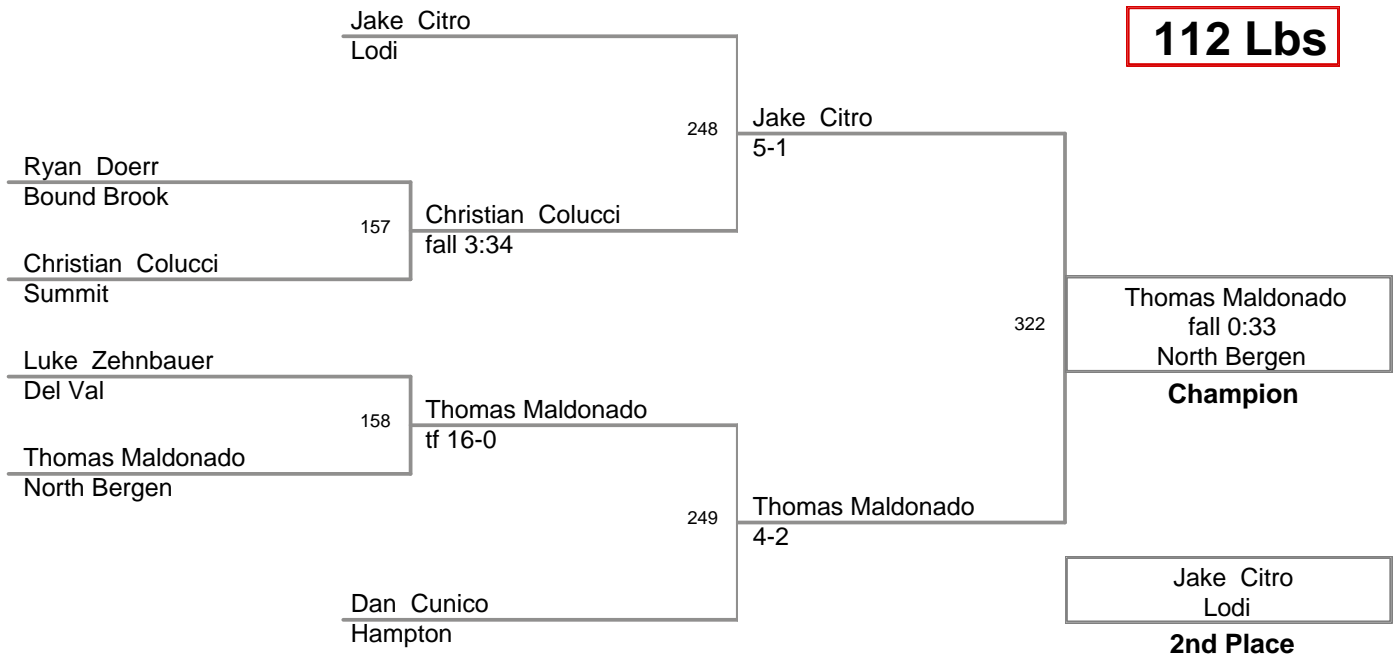 112 Lbs
Jake Citro
Lodi
248
Jake Citro
5-1
Ryan Doerr
Bound Brook
157
Christian Colucci
fall 3:34
Christian Colucci
Summit
322
Thomas Maldonado
fall 0:33
North Bergen
Champion
Luke Zehnbauer
Del Val
158
Thomas Maldonado
tf 16-0
Thomas Maldonado
North Bergen
249
Thomas Maldonado
4-2
Dan Cunico
Hampton
Jake Citro
Lodi
2nd Place